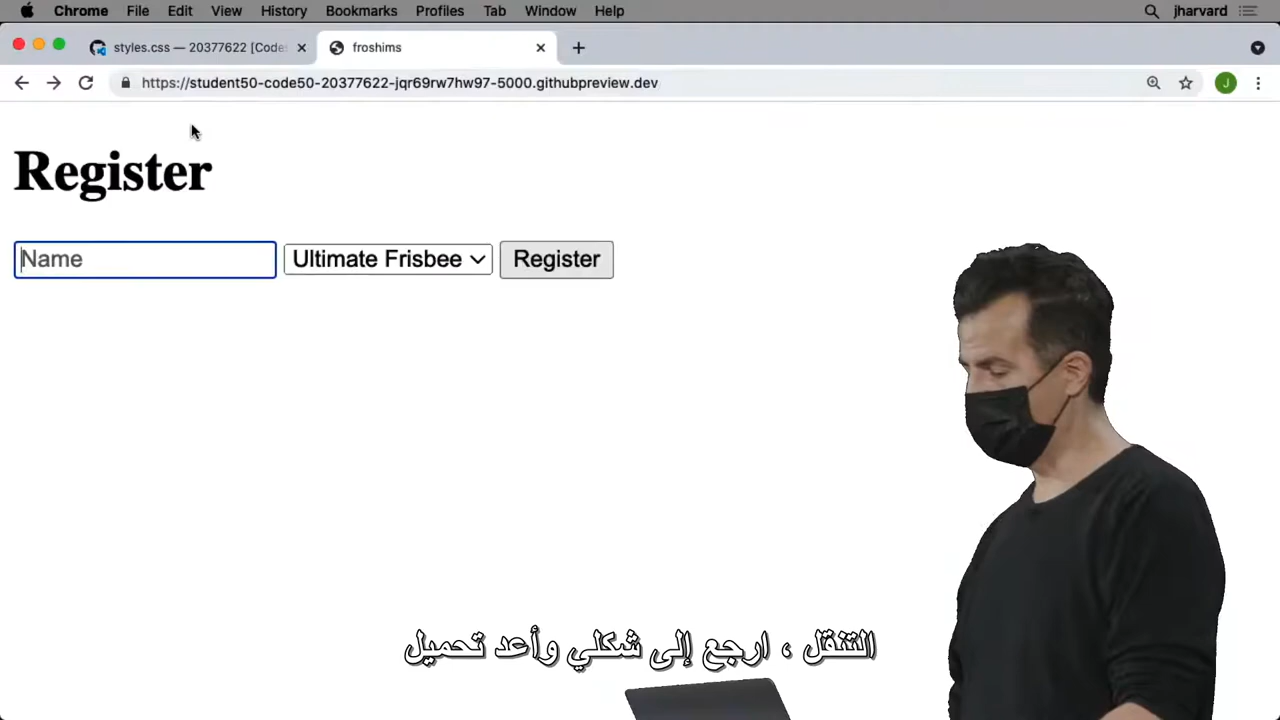 Chrome File Edit View History Bookmarks Profiles Tab Window Help jharvard
styles.css — 20377622 [Code froshims
https://student50-code50-20377622-jqr69rw7hw97-5000.githubpreview.dev J
Register
Name Ultimate Frisbee Register
التنقل ، ارجع إلى شكلي وأعد تحميل